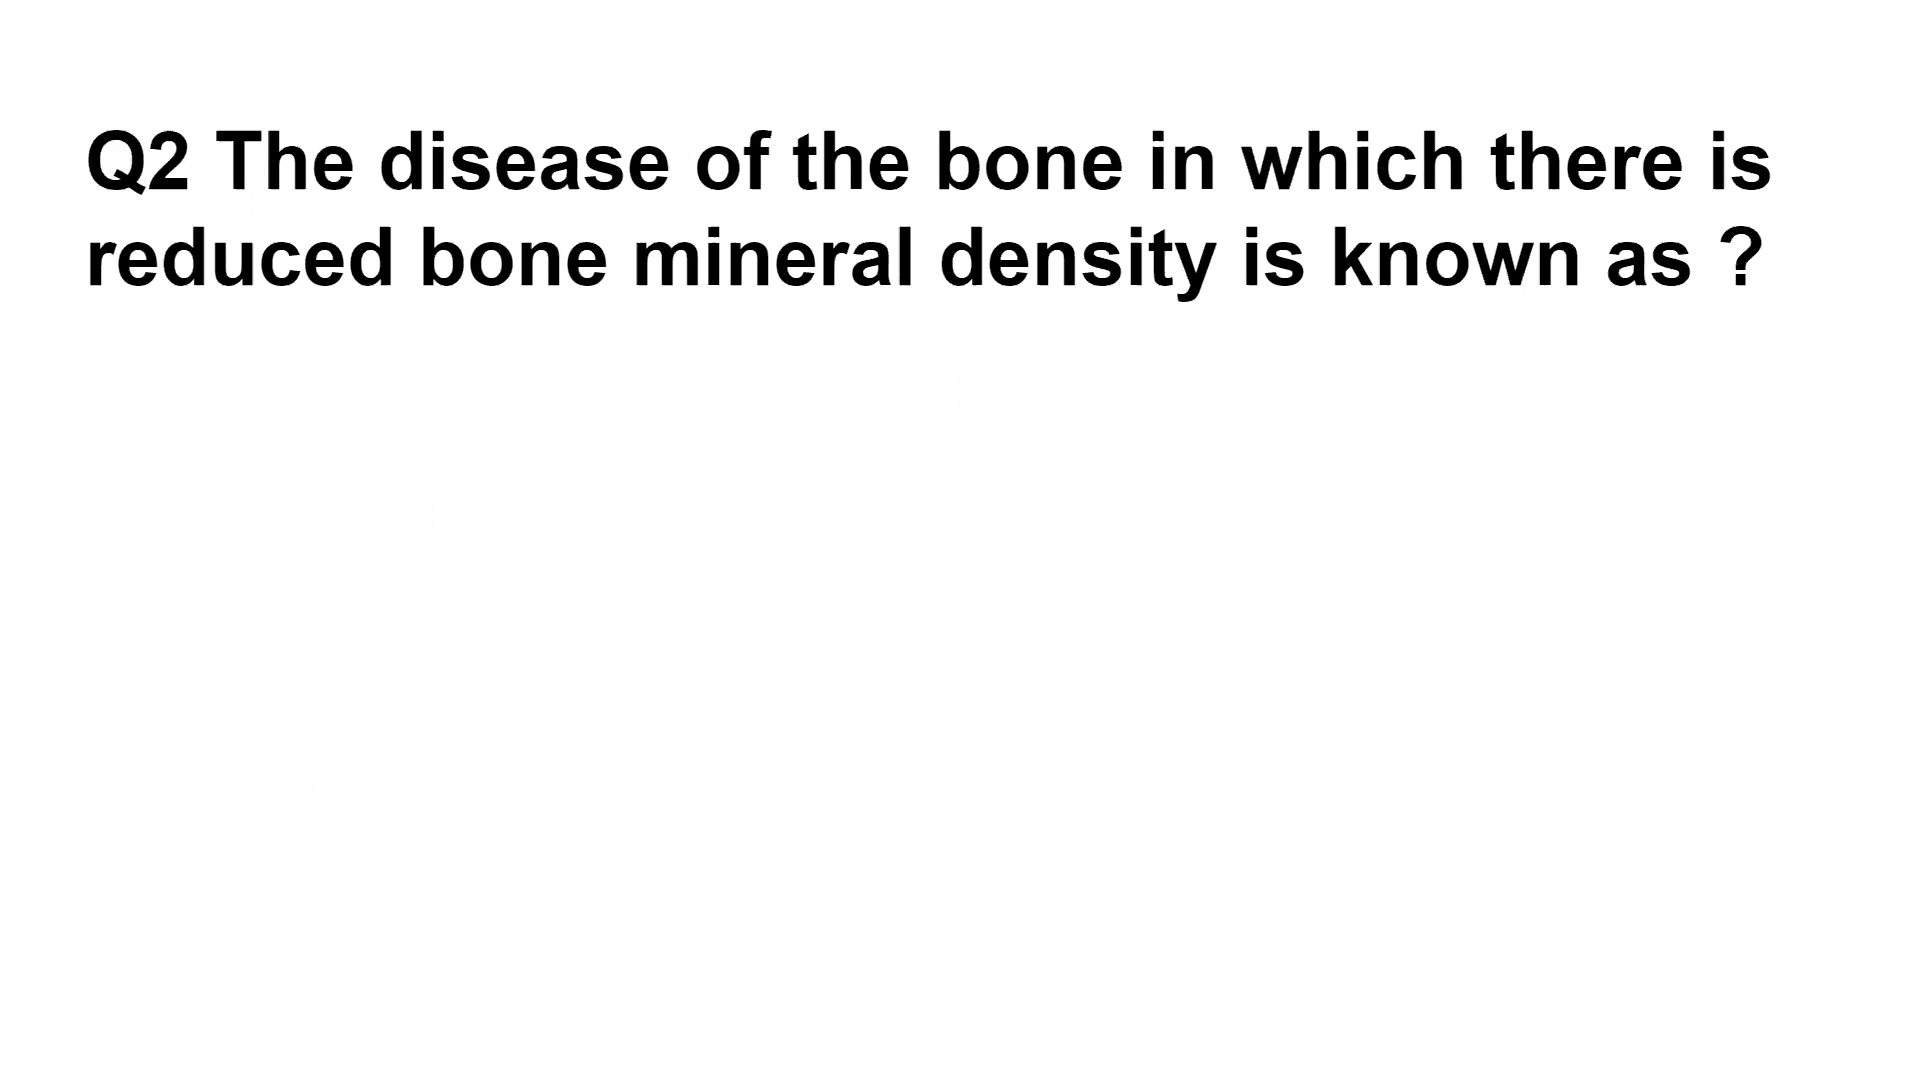 Q2 The disease of the bone in which there is
reduced bone mineral density is known as ?